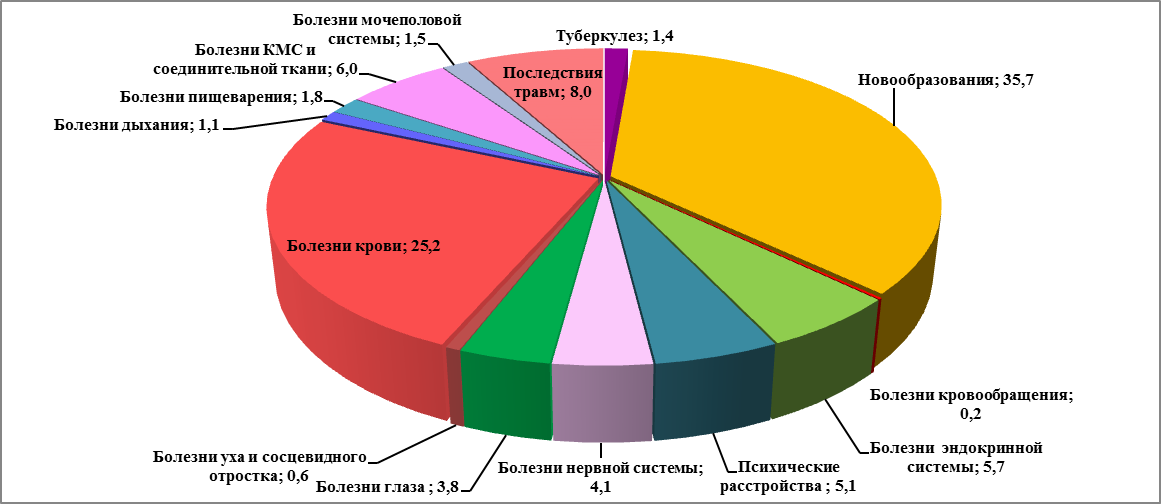 Болезни мочеполовой
системы; 1,5
Туберкулез; 1,4
Болезни КМС и
соединительной ткани; 6,0
Последствия
травм; 8,0
Новообразования; 35,7
Болезни пищеварения; 1,8
Болезни дыхания; 1,1
Болезни крови; 25,2
Болезни кровообращения;
0,2
Болезни эндокринной
системы; 5,7
Болезни уха и сосцевидного
отростка; 0,6
Болезни глаза ; 3,8
Болезни нервной системы;
4,1
Психические
расстройства ; 5,1